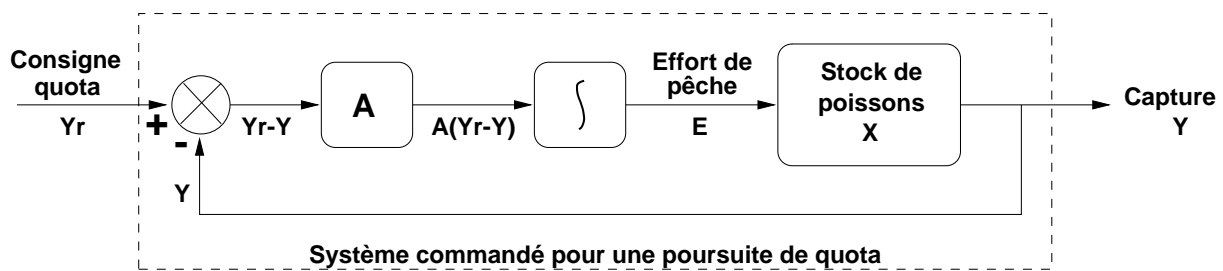 Consigne
quota
Yr
+
-
Y
Yr-Y
A
A(Yr-Y)
∫
Effort de
pêche
E
Stock de
poissons
X
Capture
Y
Système commandé pour une poursuite de quota